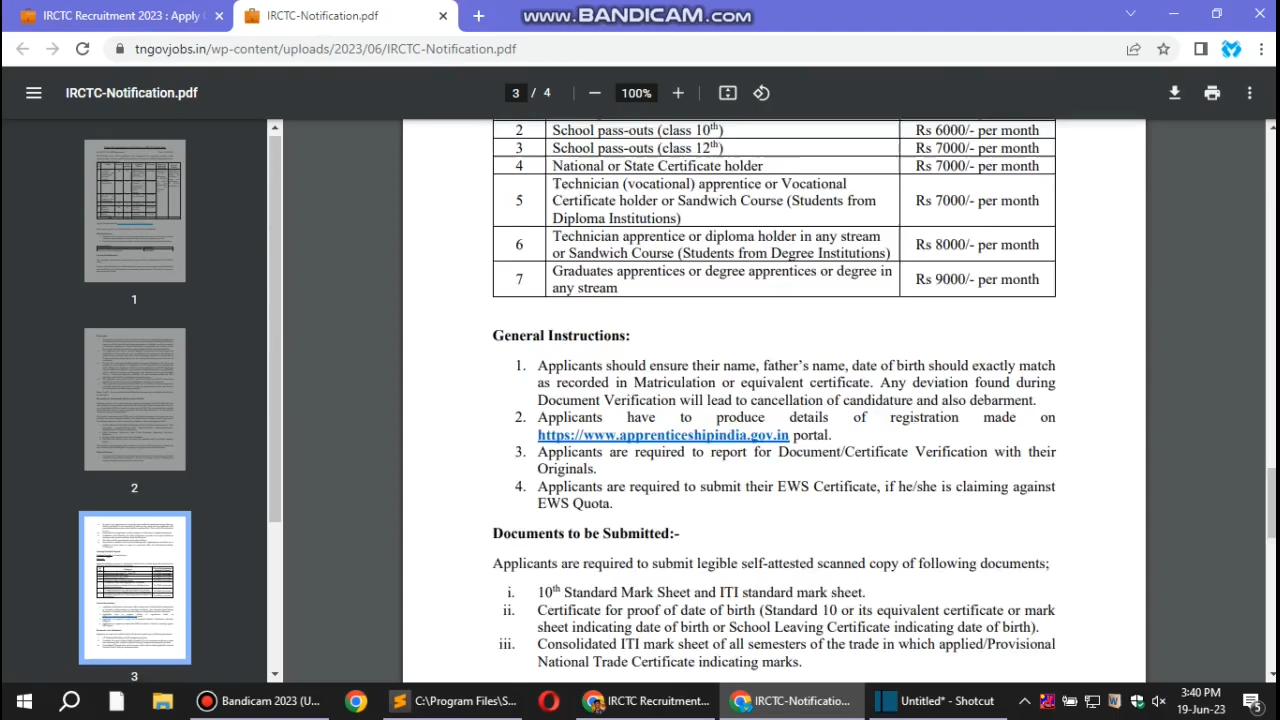 IRCTC Recruitment 2023 : Apply
IRCTC-Notification.pdf
www.BANDICAM.com
tngovjobs.in/wp-content/uploads/2023/06/IRCTC-Notification.pdf
IRCTC-Notification.pdf
3 / 4
100%
1
2
3
2 School pass-outs (class 10th) Rs 6000/- per month
3 School pass-outs (class 12th) Rs 7000/- per month
4 National or State Certificate holder Rs 7000/- per month
Technician (vocational) apprentice or Vocational
5 Certificate holder or Sandwich Course (Students from Rs 7000/- per month
Diploma Institutions)
6 Technician apprentice or diploma holder in any stream Rs 8000/- per month
or Sandwich Course (Students from Degree Institutions)
7 Graduates apprentices or degree apprentices or degree in Rs 9000/- per month
any stream
General Instructions:
1. Applicants should ensure their name, father's name, date of birth should exactly match
as recorded in Matriculation or equivalent certificate. Any deviation found during
Document Verification will lead to cancellation of candidature and also debarment.
2. Applicants have to produce details of registration made on
https://www.apprenticeshipindia.gov.in portal.
3. Applicants are required to report for Document/Certificate Verification with their
Originals.
4. Applicants are required to submit their EWS Certificate, if he/she is claiming against
EWS Quota.
Documents to be Submitted:-
Applicants are required to submit legible self-attested scanned copy of following documents;
i. 10th Standard Mark Sheet and ITI standard mark sheet.
ii. Certificate for proof of date of birth (Standard 10 or its equivalent certificate or mark
sheet indicating date of birth or School Leaving Certificate indicating date of birth).
iii. Consolidated ITI mark sheet of all semesters of the trade in which applied/Provisional
National Trade Certificate indicating marks.
Bandicam 2023 (U...
C:\Program Files\S...
IRCTC Recruitment...
IRCTC-Notificatio...
Untitled* - Shotcut
3:40 PM
19-Jun-23
5